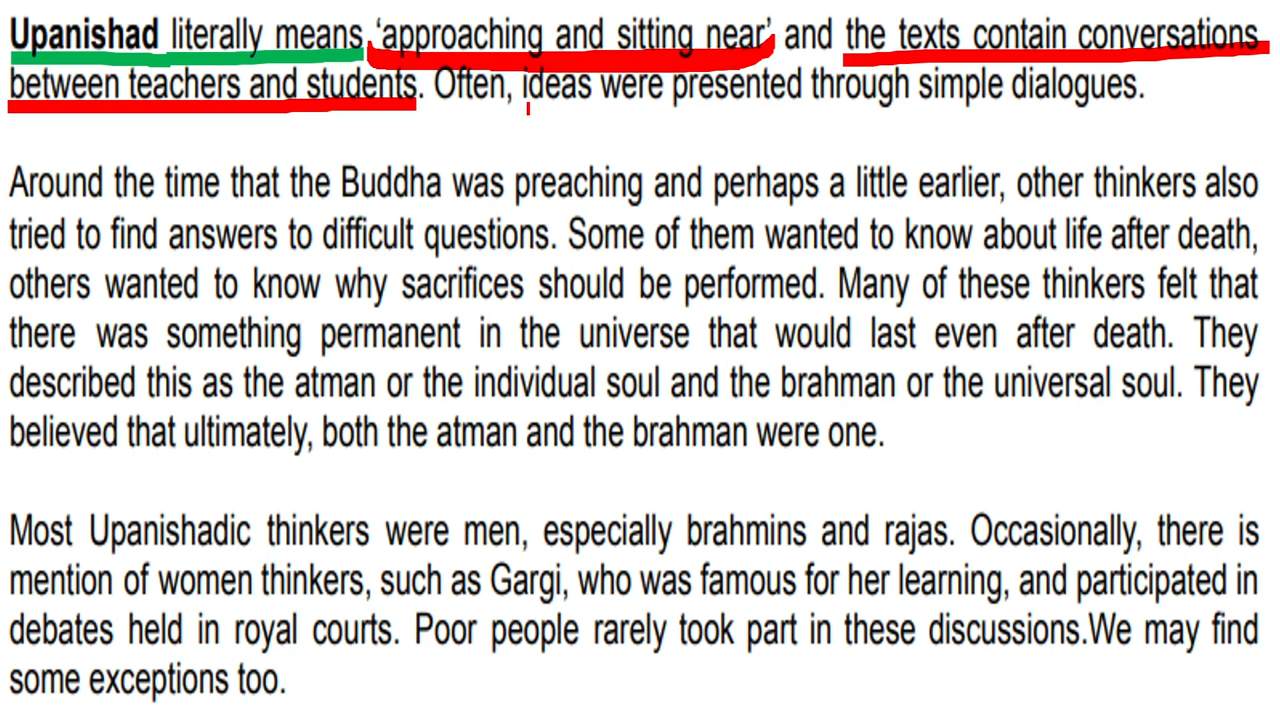 Upanishad literally means ‘approaching and sitting near’ and the texts contain conversations
between teachers and students. Often, ideas were presented through simple dialogues.
Around the time that the Buddha was preaching and perhaps a little earlier, other thinkers also
tried to find answers to difficult questions. Some of them wanted to know about life after death,
others wanted to know why sacrifices should be performed. Many of these thinkers felt that
there was something permanent in the universe that would last even after death. They
described this as the atman or the individual soul and the brahman or the universal soul. They
believed that ultimately, both the atman and the brahman were one.
Most Upanishadic thinkers were men, especially brahmins and rajas. Occasionally, there is
mention of women thinkers, such as Gargi, who was famous for her learning, and participated in
debates held in royal courts. Poor people rarely took part in these discussions.We may find
some exceptions too.